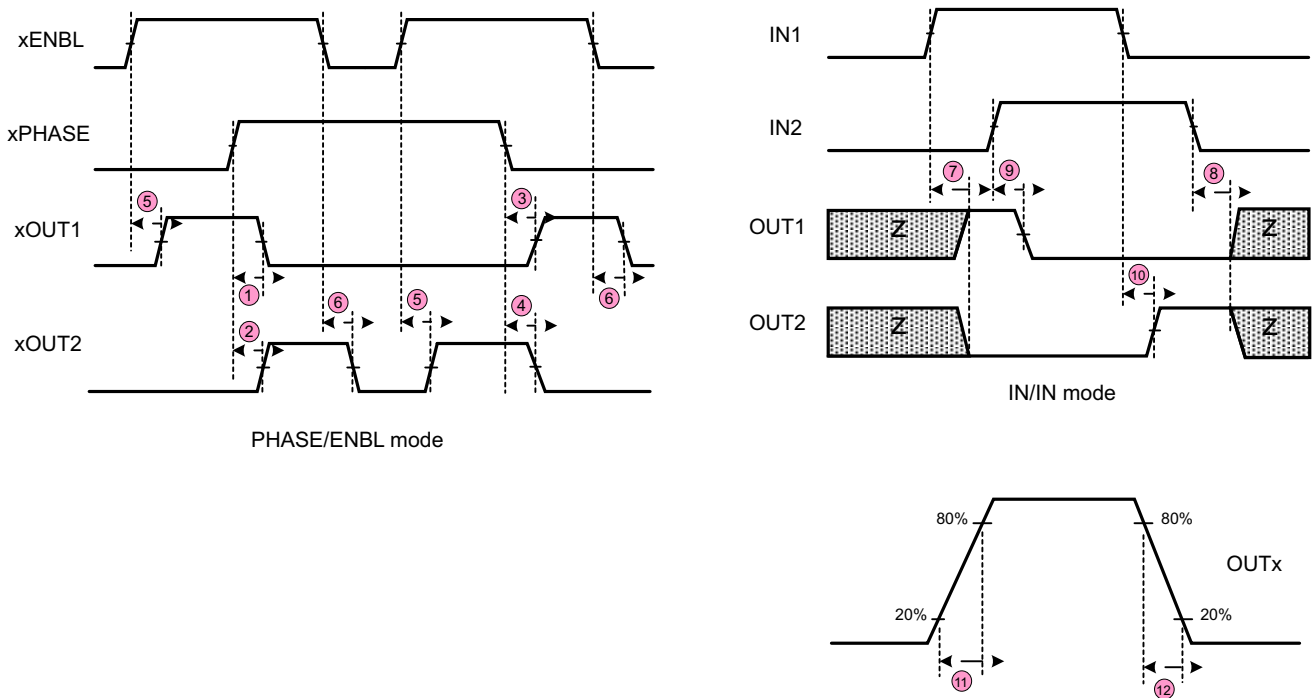 xENBL
xPHASE
5
3
xOUT1
1
6
6
5
4
2
xOUT2
PHASE/ENBL mode
IN1
IN2
7
9
8
OUT1
Z
Z
10
OUT2
Z
Z
IN/IN mode
80%
80%
OUTx
20%
20%
11
12